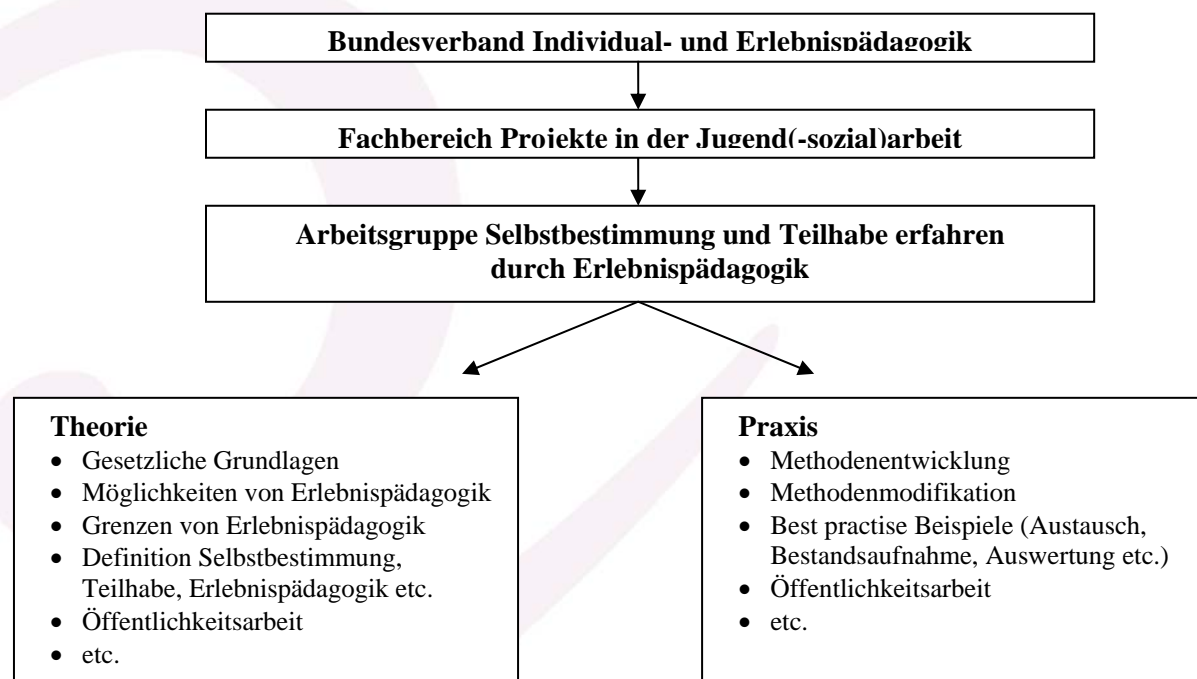 Bundesverband Individual- und Erlebnispädagogik
Fachbereich Projekte in der Jugend(-sozial)arbeit
Arbeitsgruppe Selbstbestimmung und Teilhabe erfahren
durch Erlebnispädagogik
Theorie
• Gesetzliche Grundlagen
• Möglichkeiten von Erlebnispädagogik
• Grenzen von Erlebnispädagogik
• Definition Selbstbestimmung,
Teilhabe, Erlebnispädagogik etc.
• Öffentlichkeitsarbeit
• etc.
Praxis
• Methodenentwicklung
• Methodenmodifikation
• Best practise Beispiele (Austausch,
Bestandsaufnahme, Auswertung etc.)
• Öffentlichkeitsarbeit
• etc.